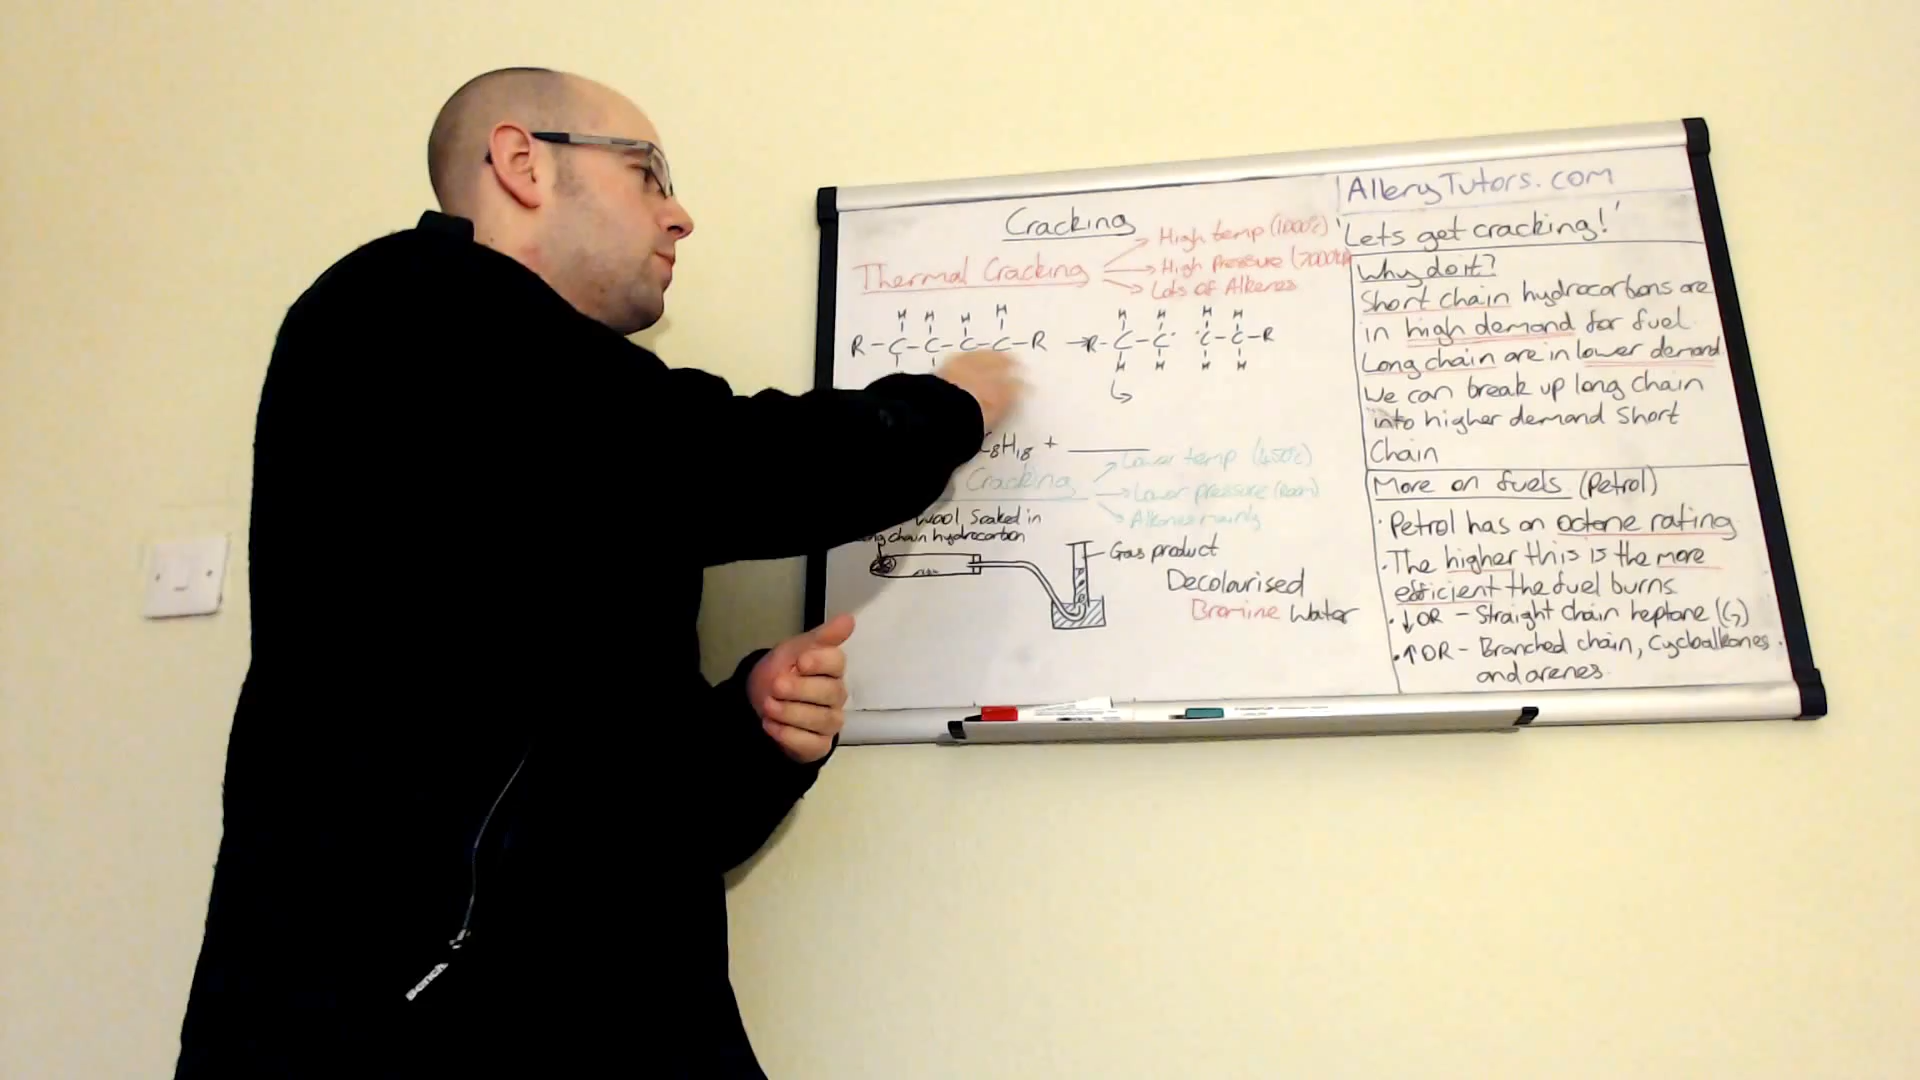 Cracking
Thermal Cracking
High temp (1000°C)
High Pressure (7000kPa
Lots of Alkenes
H H H H
R-C-C-C-C-R
→R-C-C· ·C-C-R
H H H H
H H H H
C8H18 + ______
Cracking
Lower temp (450°C)
Lower pressure (Room)
Alkanes mainly
wool soaked in
chain hydrocarbon
Gas product
Decolourised
Bromine Water
AlleryTutors.com
'Lets get cracking!'
Why do it?
Short chain hydrocarbons are
in high demand for fuel
Long chain are in lower demand
We can break up long chain
into higher demand short
Chain
More on fuels (Petrol)
· Petrol has an octane rating
· The higher this is the more
efficient the fuel burns
· ↓OR - Straight chain heptane (C7)
· ↑OR - Branched chain, cycloalkanes
and arenes
Bench